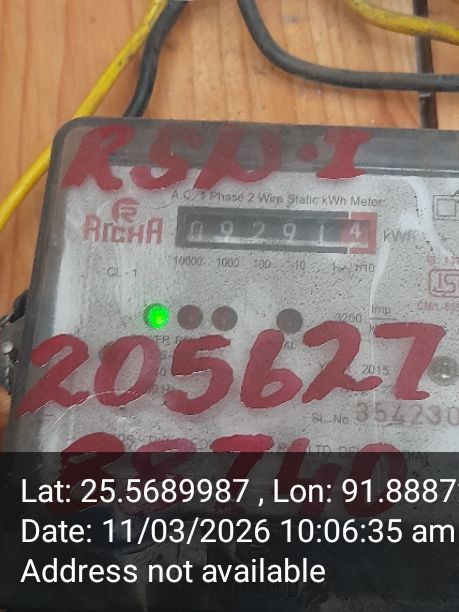 RSN·I
A.C. 1 Phase 2 Wire Static kWh Meter
RICHA
092914 kWh
10000 1000 100 10 1 1/10
CL-1
3200 Imp
205627
2015
SL.No 354230
Lat: 25.5689987 , Lon: 91.8887
Date: 11/03/2026 10:06:35 am
Address not available